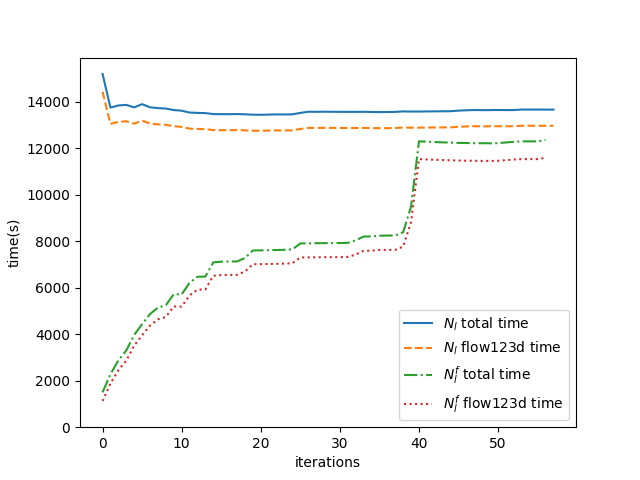 time(s)
14000
12000
10000
8000
6000
4000
2000
0
0 10 20 30 40 50
iterations
N_l total time
N_l flow123d time
N_l^f total time
N_l^f flow123d time